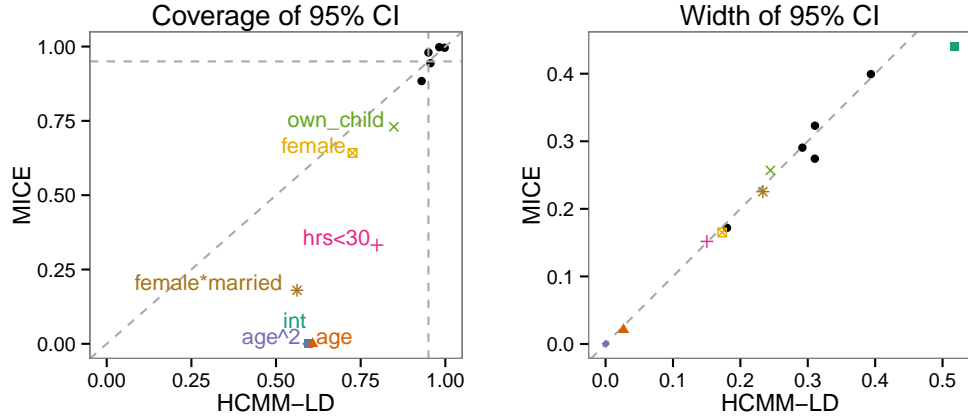 Coverage of 95% CI
1.00
0.75
0.50
0.25
0.00
MICE
own_child
female
hrs<30
female*married
int
age^2
age
0.00
0.25
0.50
0.75
1.00
HCMM−LD
Width of 95% CI
0.4
0.3
0.2
0.1
0.0
MICE
0.0
0.1
0.2
0.3
0.4
0.5
HCMM−LD